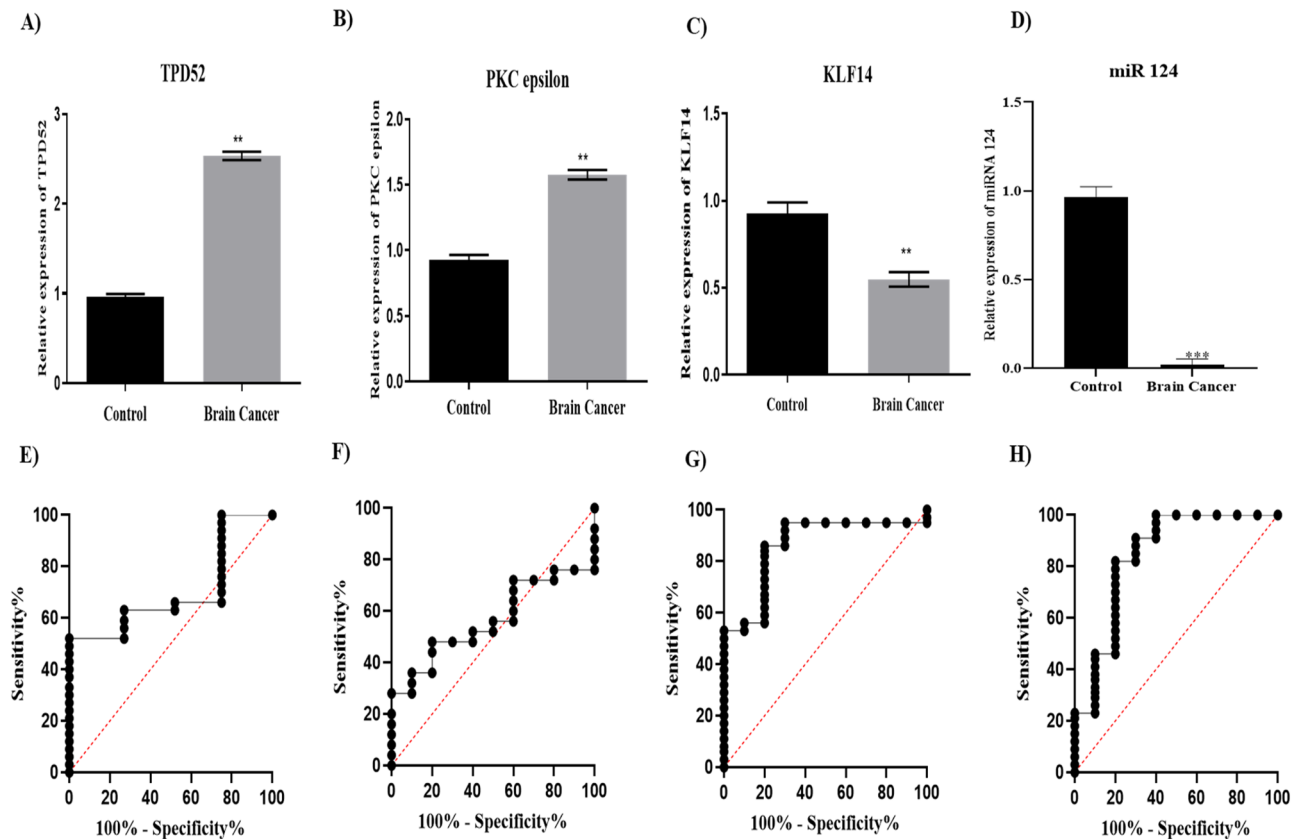 A)
TPD52
Relative expression of TPD52
3
2
1
0
**
Control
Brain Cancer
B)
PKC epsilon
Relative expression of PKC epsilon
2.0
1.5
1.0
0.5
0.0
**
Control
Brain Cancer
C)
KLF14
Relative expression of KLF14
1.5
1.0
0.5
0.0
**
Control
Brain Cancer
D)
miR 124
Relative expression of miRNA 124
1.5
1.0
0.5
0.0
***
Control
Brain Cancer
E)
Sensitivity%
100
80
60
40
20
0
0 20 40 60 80 100
100% - Specificity%
F)
Sensitivity%
100
80
60
40
20
0
0 20 40 60 80 100
100% - Specificity%
G)
Sensitivity%
100
80
60
40
20
0
0 20 40 60 80 100
100% - Specificity%
H)
Sensitivity%
100
80
60
40
20
0
0 20 40 60 80 100
100% - Specificity%